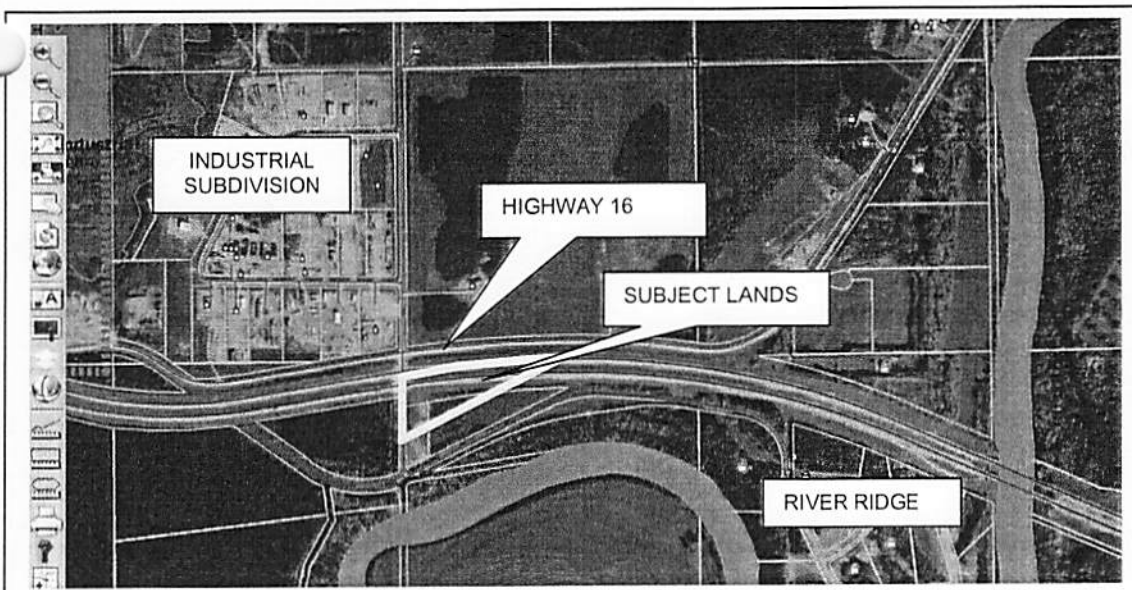 INDUSTRIAL
SUBDIVISION
HIGHWAY 16
SUBJECT LANDS
A
RIVER RIDGE